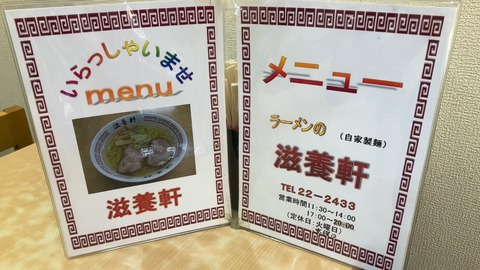 いらっしゃいませ
menu
滋養軒
滋養軒
メニュー
ラーメンの
(自家製麺)
滋養軒
TEL 22-2433
営業時間11:30~14:00
17:00~20:00
(定休日:火曜日)